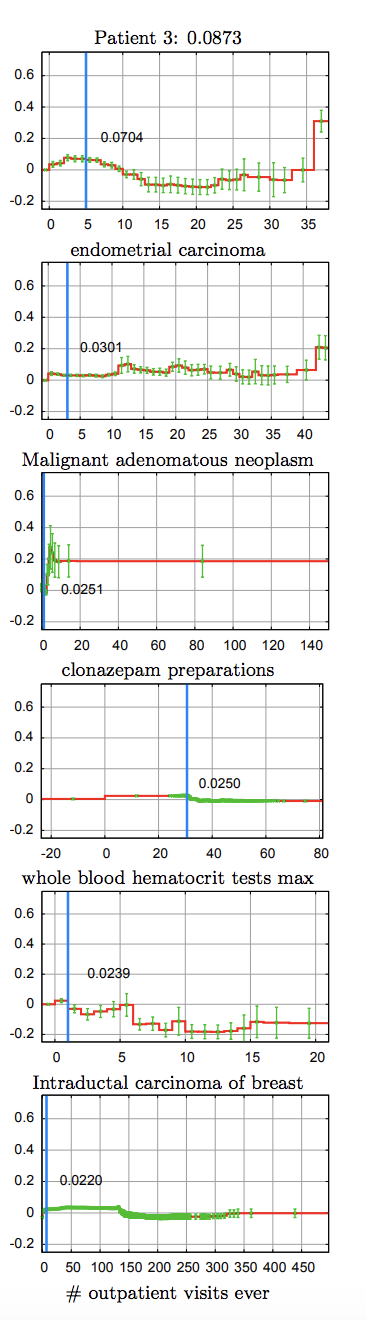 Patient 3: 0.0873
0.6
0.4
0.2
0.0704
0
-0.2
0 5 10 15 20 25 30 35
endometrial carcinoma
0.6
0.4
0.2
0.0301
0
-0.2
0 5 10 15 20 25 30 35 40
Malignant adenomatous neoplasm
0.6
0.4
0.2
0
0.0251
-0.2
0 20 40 60 80 100 120 140
clonazepam preparations
0.6
0.4
0.2
0.0250
0
-0.2
-20 0 20 40 60 80
whole blood hematocrit tests max
0.6
0.4
0.2
0.0239
0
-0.2
0 5 10 15 20
Intraductal carcinoma of breast
0.6
0.4
0.2
0.0220
0
-0.2
0 50 100 150 200 250 300 350 400 450
# outpatient visits ever